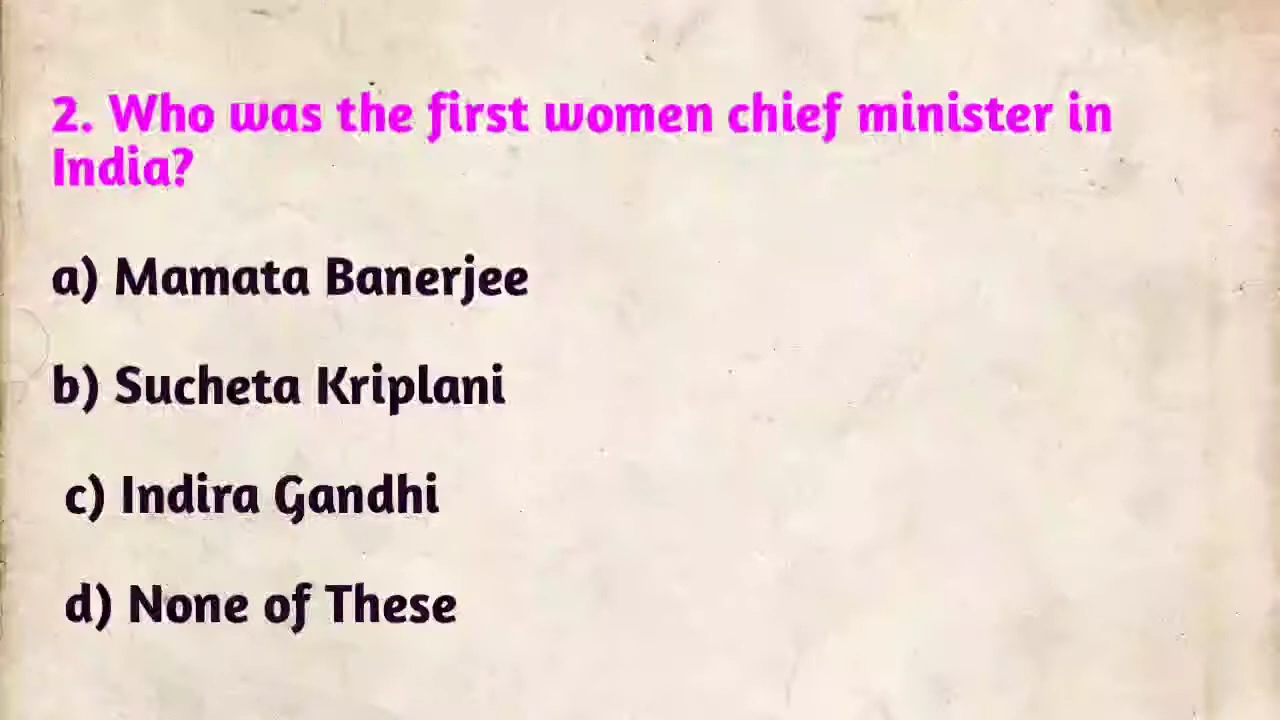 2. Who was the first women chief minister in
India?
a) Mamata Banerjee
b) Sucheta Kriplani
c) Indira Gandhi
d) None of These